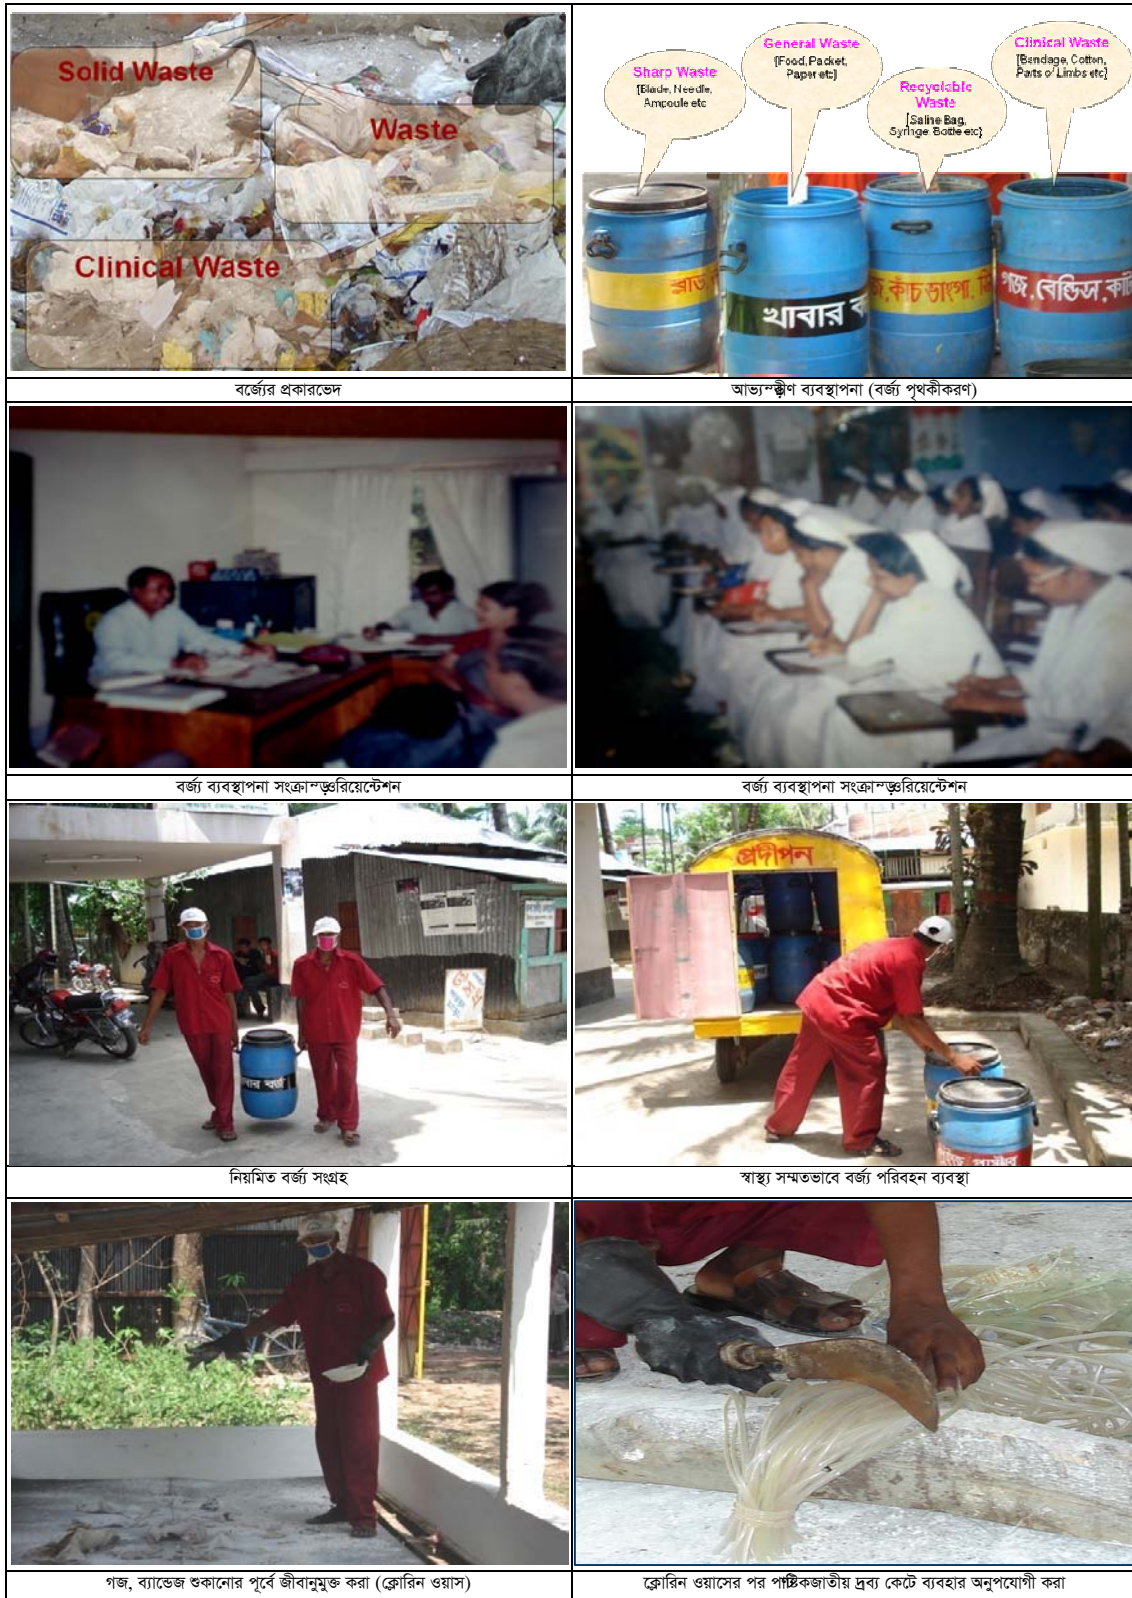 Solid Waste
Waste
Clinical Waste
Sharp Waste
[Blade, Needle,
Ampoule etc
General Waste
{Food, Packet,
Paper etc}
Recyclable
Waste
[Saline Bag,
Syringe Bottle etc}
Clinical Waste
[Bandage, Cotton,
Parts of Limbs etc}
ব্লাড
খাবার ব
কাঁচ ভাংগা,
গজ, বেন্ডিজ, কাটা
বর্জ্যের প্রকারভেদ
আভ্যন্তরীণ ব্যবস্থাপনা (বর্জ্য পৃথকীকরণ)
বর্জ্য ব্যবস্থাপনা সংক্রান্ত ওরিয়েন্টেশন
বর্জ্য ব্যবস্থাপনা সংক্রান্ত ওরিয়েন্টেশন
বার বর্জ
প্রদীপন
নিয়মিত বর্জ্য সংগ্রহ
স্বাস্থ্য সম্মতভাবে বর্জ্য পরিবহন ব্যবস্থা
গজ, ব্যান্ডেজ শুকানোর পূর্বে জীবানুমুক্ত করা (ক্লোরিন ওয়াস)
ক্লোরিন ওয়াসের পর প্লাষ্টিকজাতীয় দ্রব্য কেটে ব্যবহার অনুপযোগী করা